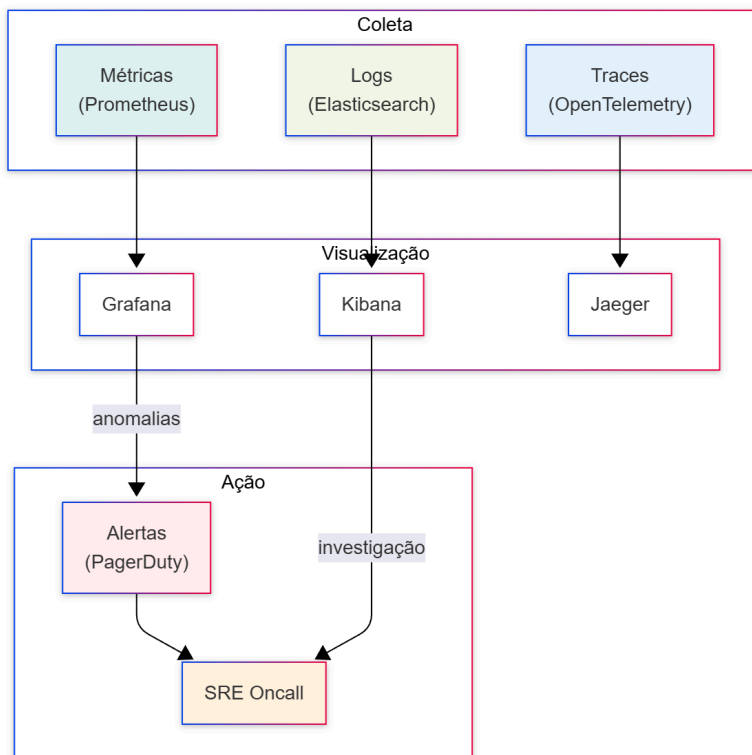 Coleta
Métricas
(Prometheus)
Logs
(Elasticsearch)
Traces
(OpenTelemetry)
Visualização
Grafana
Kibana
Jaeger
anomalias
Ação
Alertas
(PagerDuty)
investigação
SRE Oncall